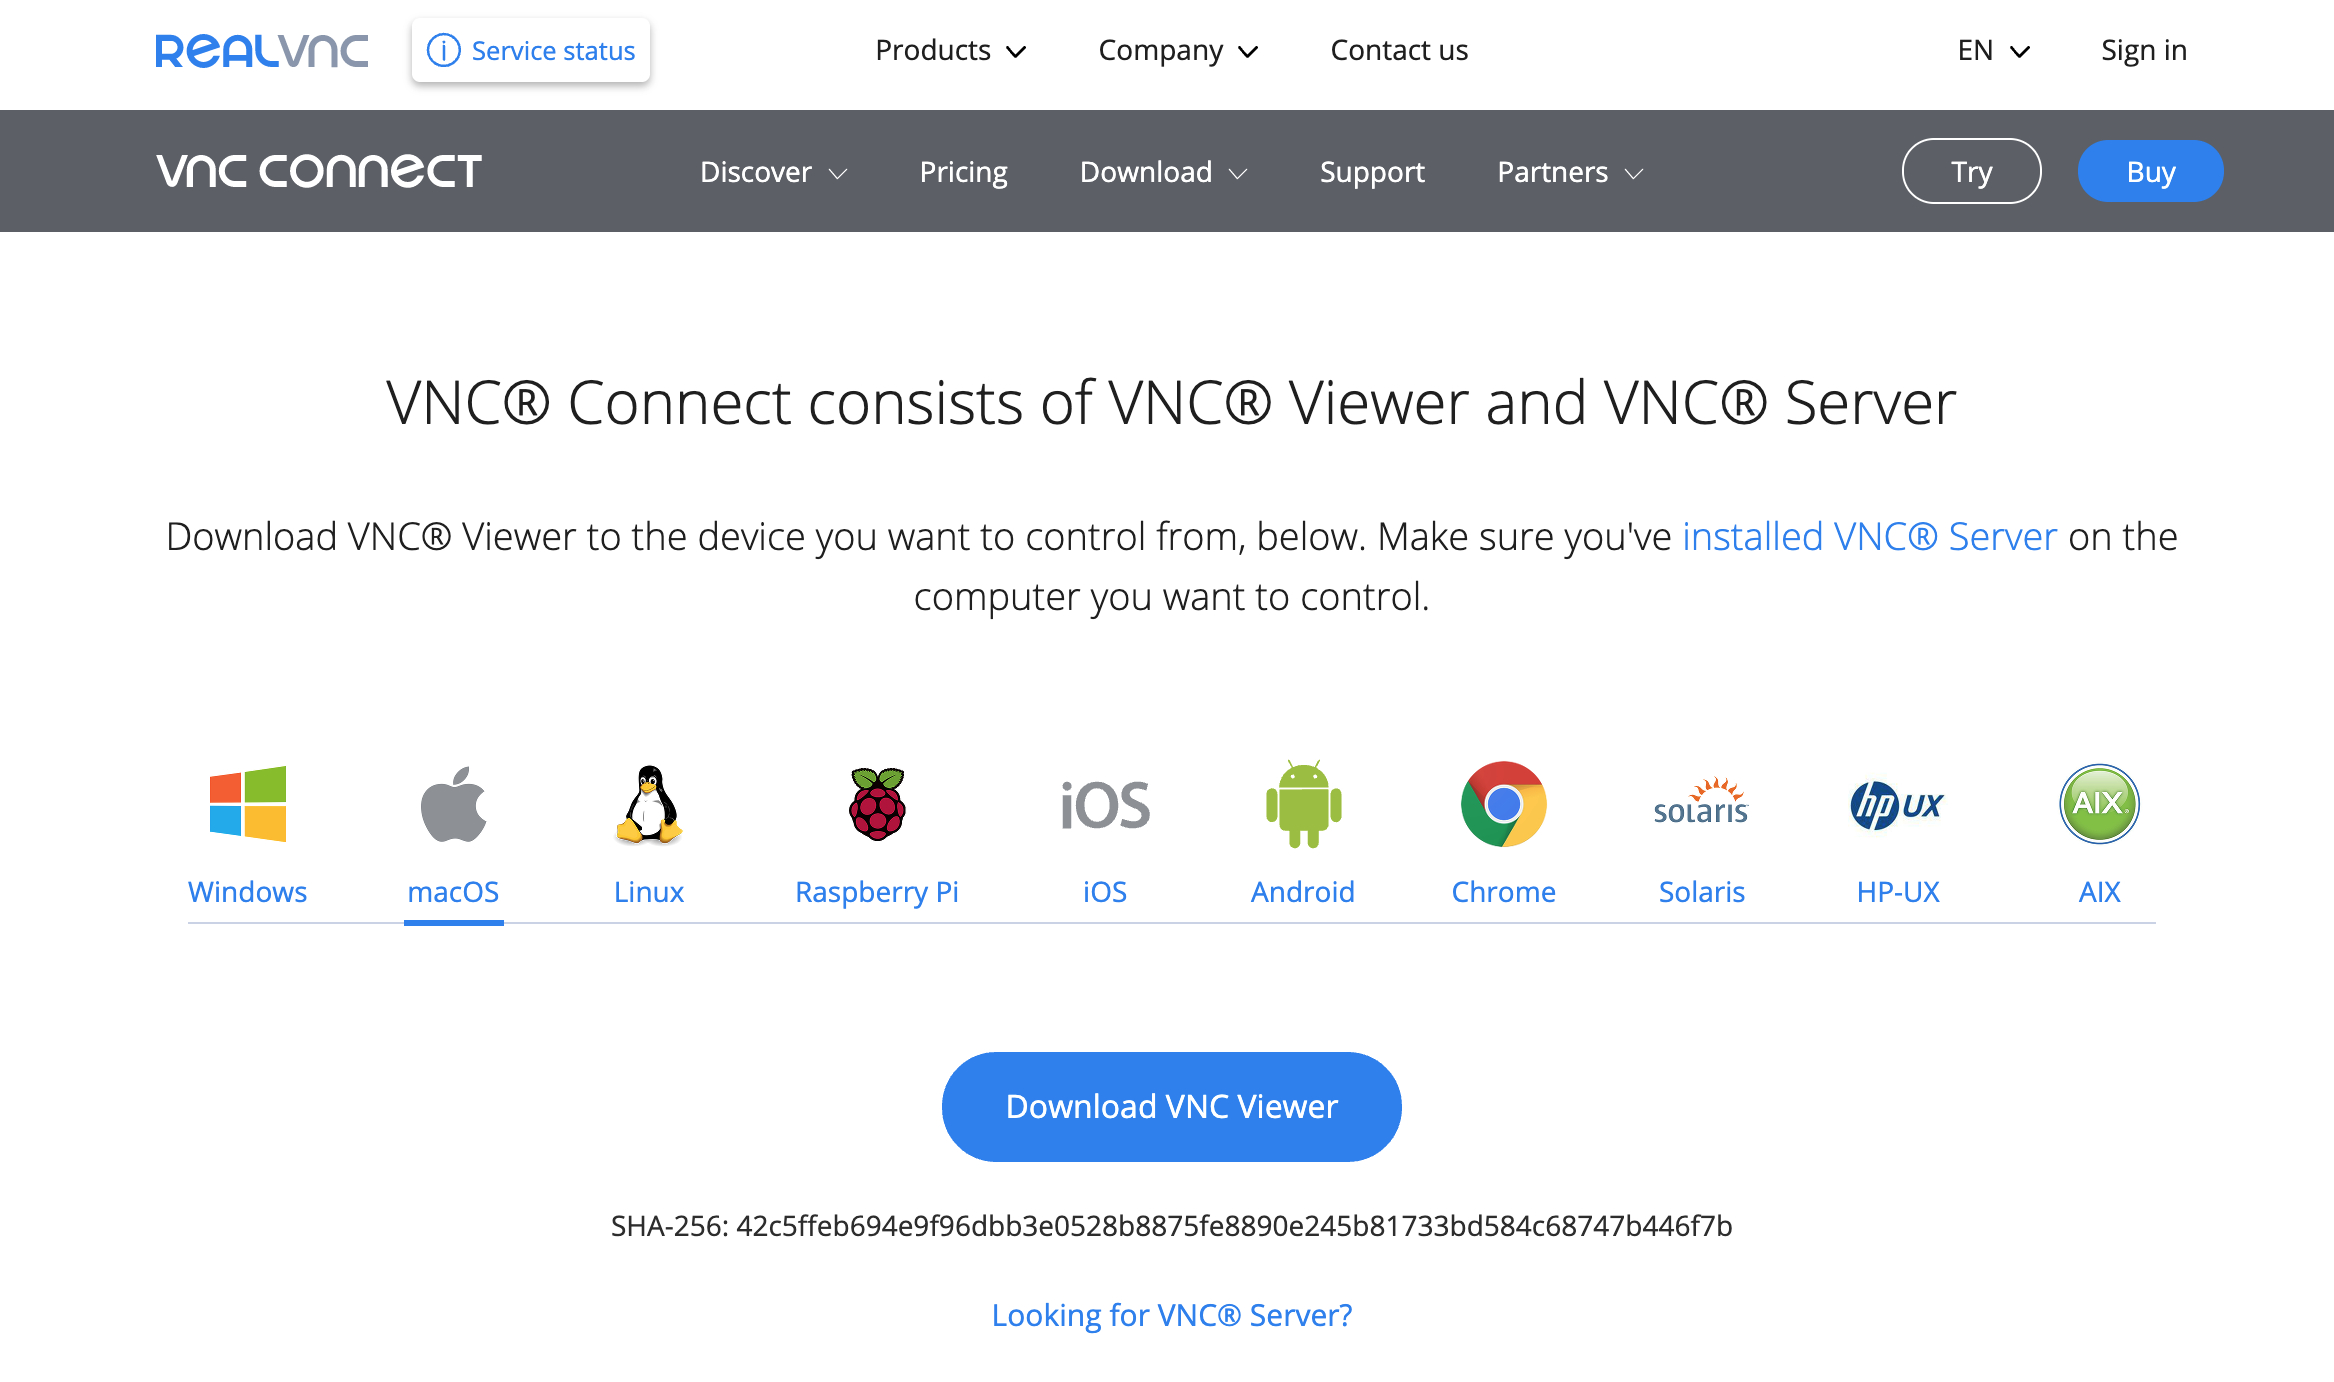 REALVNC
Service status
Products
Company
Contact us
EN
Sign in
VNC CONNECT
Discover
Pricing
Download
Support
Partners
Try
Buy
VNC® Connect consists of VNC® Viewer and VNC® Server
Download VNC® Viewer to the device you want to control from, below. Make sure you've installed VNC® Server on the
computer you want to control.
iOS
solaris
hp UX
AIX
Windows
macOS
Linux
Raspberry Pi
iOS
Android
Chrome
Solaris
HP-UX
AIX
Download VNC Viewer
SHA-256: 42c5ffeb694e9f96dbb3e0528b8875fe8890e245b81733bd584c68747b446f7b
Looking for VNC® Server?